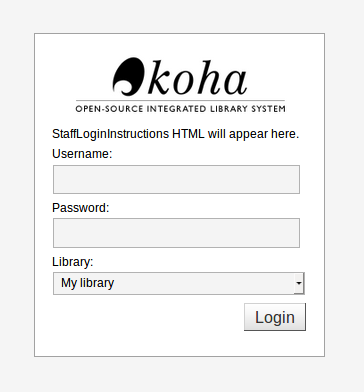 koha
OPEN-SOURCE INTEGRATED LIBRARY SYSTEM
StaffLoginInstructions HTML will appear here.
Username:
Password:
Library:
My library
Login